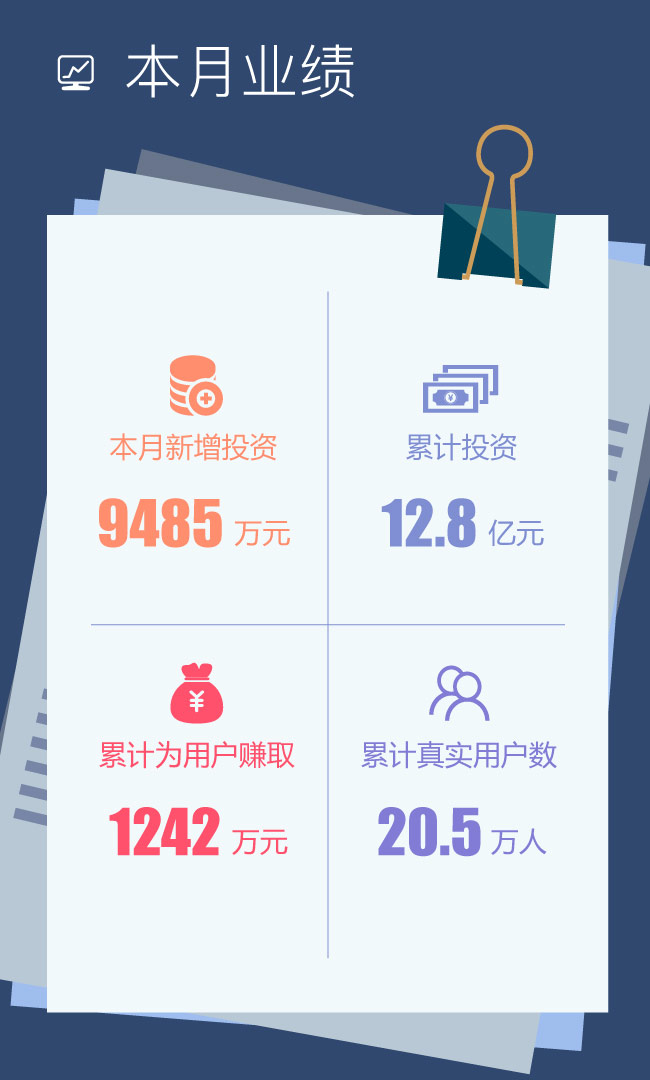 本月业绩
本月新增投资
9485 万元
累计投资
12.8 亿元
累计为用户赚取
1242 万元
累计真实用户数
20.5 万人